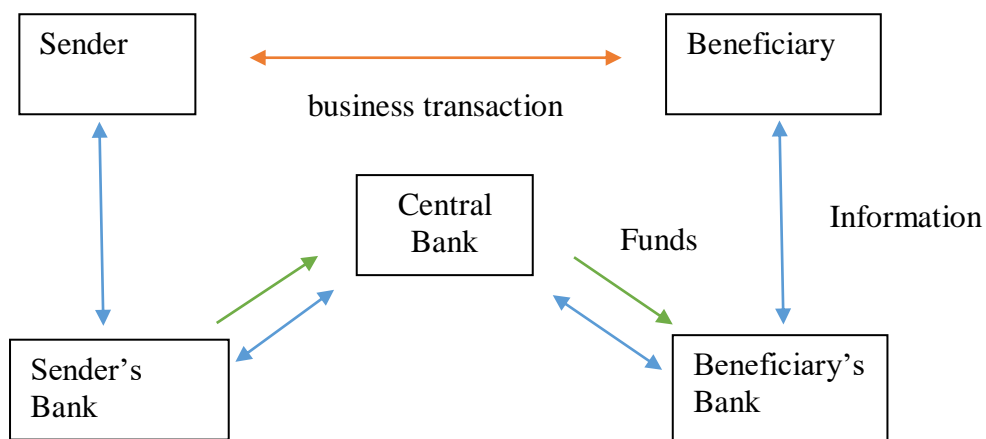 Sender
Beneficiary
business transaction
Central
Bank
Funds
Information
Sender’s
Bank
Beneficiary’s
Bank